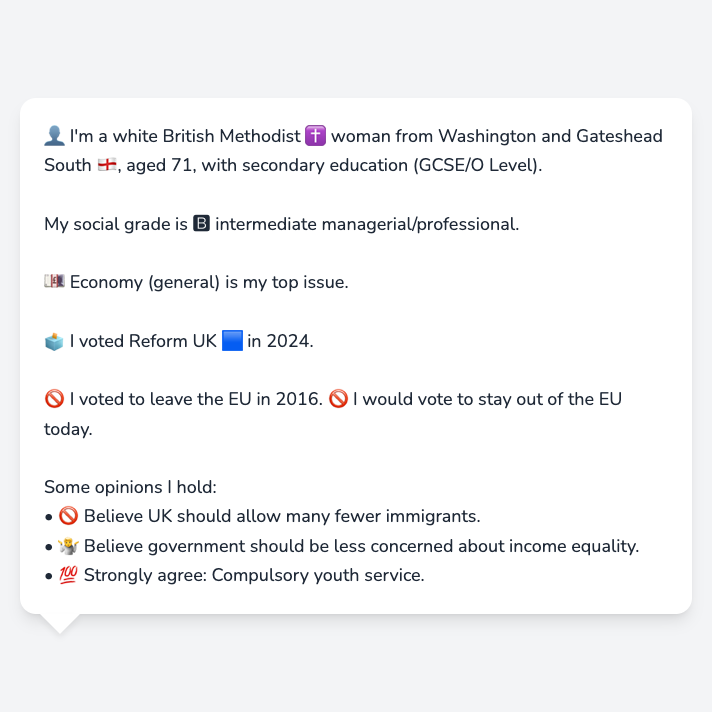 👤 I'm a white British Methodist ✝️ woman from Washington and Gateshead
South 🏴󠁧󠁢󠁥󠁮󠁧󠁿, aged 71, with secondary education (GCSE/O Level).
My social grade is 🅱 intermediate managerial/professional.
💷 Economy (general) is my top issue.
🗳️ I voted Reform UK 🟦 in 2024.
🚫 I voted to leave the EU in 2016. 🚫 I would vote to stay out of the EU
today.
Some opinions I hold:
• 🚫 Believe UK should allow many fewer immigrants.
• 🤷 Believe government should be less concerned about income equality.
• 💯 Strongly agree: Compulsory youth service.